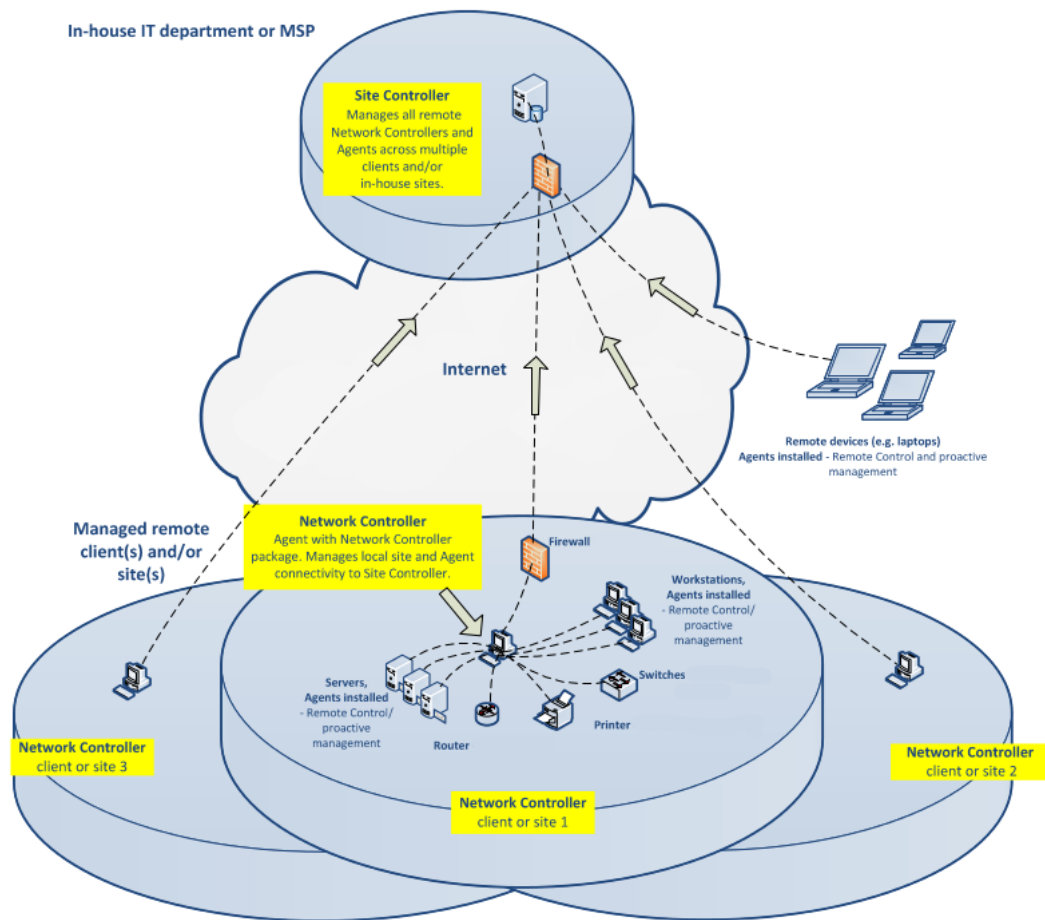 In-house IT department or MSP
Site Controller
Manages all remote
Network Controllers and
Agents across multiple
clients and/or
in-house sites.
Internet
Remote devices (e.g. laptops)
Agents installed - Remote Control and proactive
management
Managed remote
client(s) and/or
site(s)
Network Controller
Agent with Network Controller
package. Manages local site and Agent
connectivity to Site Controller.
Firewall
Workstations,
Agents installed
- Remote Control/
proactive
management
Servers,
Agents installed
- Remote Control/
proactive
management
Switches
Printer
Router
Network Controller
client or site 3
Network Controller
client or site 1
Network Controller
client or site 2